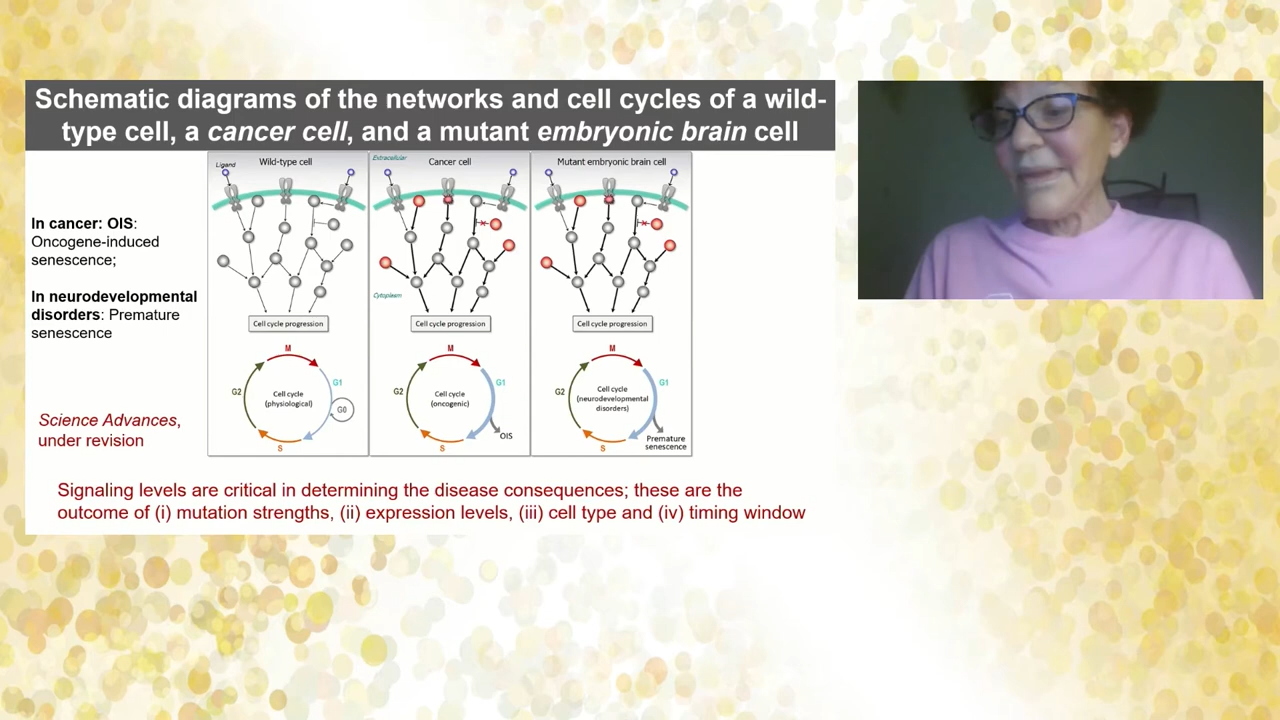 Schematic diagrams of the networks and cell cycles of a wild-
type cell, a cancer cell, and a mutant embryonic brain cell
In cancer: OIS:
Oncogene-induced
senescence;
In neurodevelopmental
disorders: Premature
senescence
Science Advances,
under revision
Wild-type cell
Ligand
Cell cycle progression
M
G1
G2
Cell cycle
(physiological)
G0
S
Extracellular
Cancer cell
Cytoplasm
Cell cycle progression
M
G1
G2
Cell cycle
(oncogenic)
OIS
S
Mutant embryonic brain cell
Cell cycle progression
M
G1
G2
Cell cycle
(neurodevelopmental
disorders)
Premature
senescence
S
Signaling levels are critical in determining the disease consequences; these are the
outcome of (i) mutation strengths, (ii) expression levels, (iii) cell type and (iv) timing window